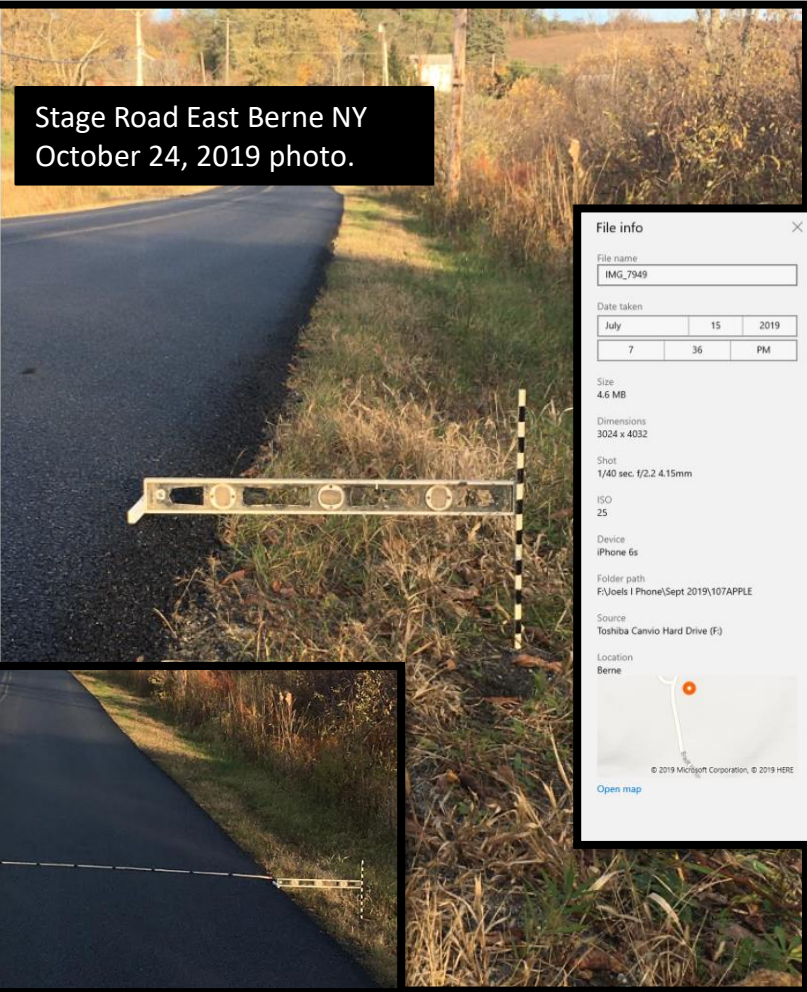 Stage Road East Berne NY
October 24, 2019 photo.
File info
File name
IMG_7949
Date taken
July 15 2019
7 36 PM
Size
4.6 MB
Dimensions
3024 x 4032
Shot
1/40 sec. f/2.2 4.15mm
ISO
25
Device
iPhone 6s
Folder path
F:\Joels I Phone\Sept 2019\107APPLE
Source
Toshiba Canvio Hard Drive (F:)
Location
Berne
© 2019 Microsoft Corporation, © 2019 HERE
Open map